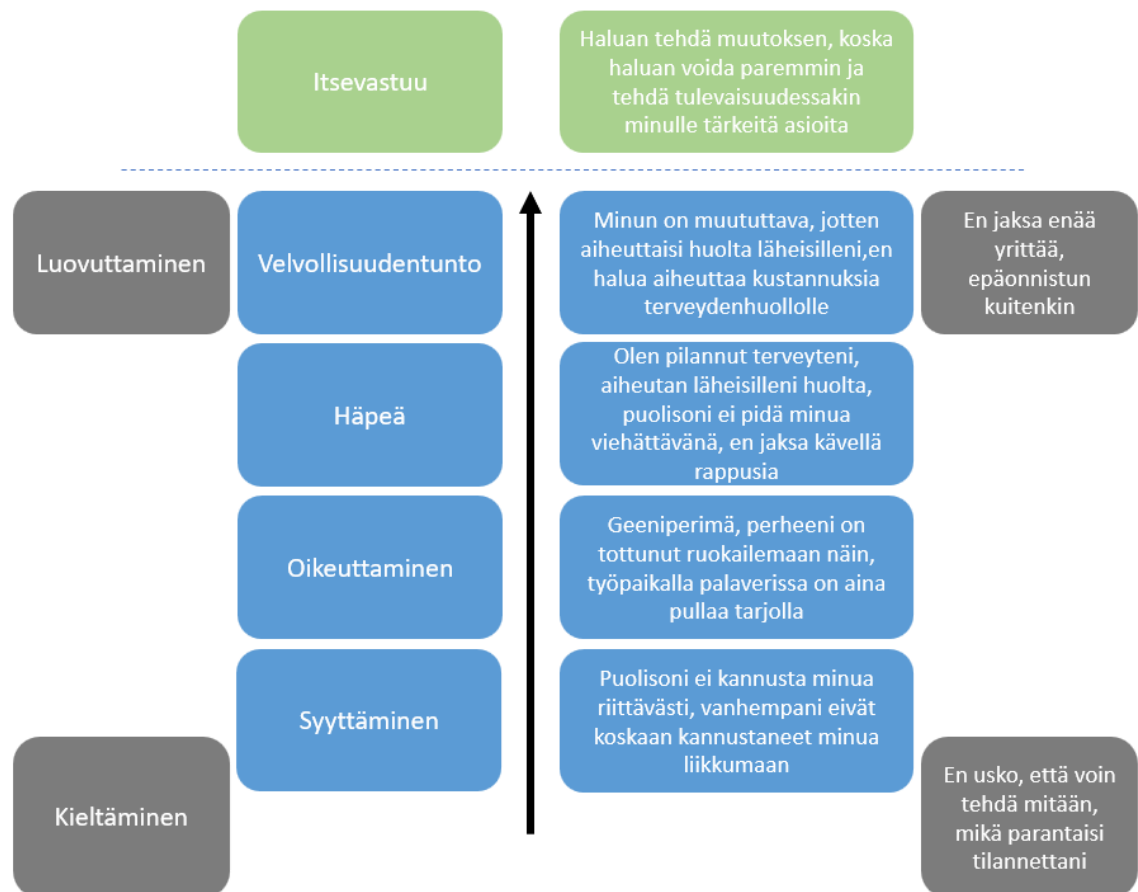 Itsevastuu
Haluan tehdä muutoksen, koska
haluan voida paremmin ja
tehdä tulevaisuudessakin
minulle tärkeitä asioita
Luovuttaminen
Velvollisuudentunto
Minun on muututtava, jotten
aiheuttaisi huolta läheisilleni,en
halua aiheuttaa kustannuksia
terveydenhuollolle
En jaksa enää
yrittää,
epäonnistun
kuitenkin
Häpeä
Olen pilannut terveyteni,
aiheutan läheisilleni huolta,
puolisoni ei pidä minua
viehättävänä, en jaksa kävellä
rappusia
Oikeuttaminen
Geeniperimä, perheeni on
tottunut ruokailemaan näin,
työpaikalla palaverissa on aina
pullaa tarjolla
Syyttäminen
Puolisoni ei kannusta minua
riittävästi, vanhempani eivät
koskaan kannustaneet minua
liikkumaan
Kieltäminen
En usko, että voin
tehdä mitään,
mikä parantaisi
tilannettani